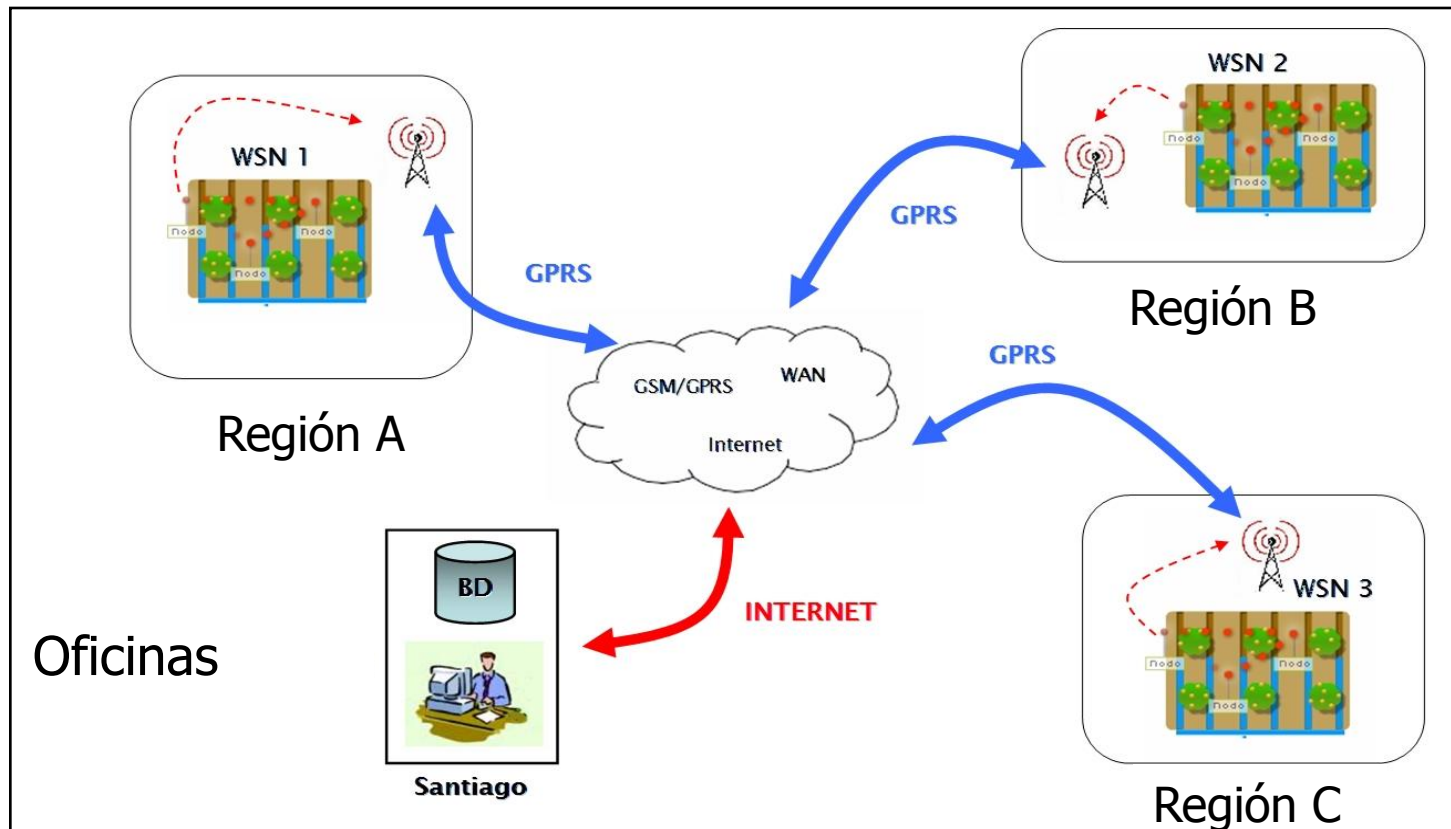 WSN 1
Nodo
Nodo
Nodo
GPRS
Región A
WSN 2
Nodo
Nodo
Nodo
GPRS
Región B
GSM/GPRS
WAN
Internet
GPRS
WSN 3
Nodo
Nodo
Nodo
Región C
BD
INTERNET
Oficinas
Santiago